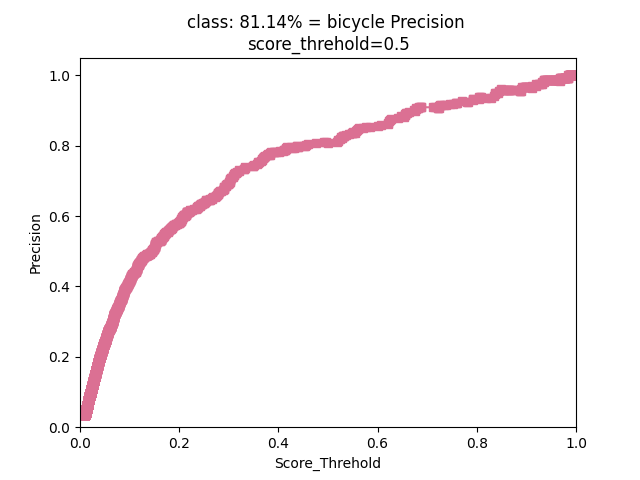 class: 81.14% = bicycle Precision
score_threhold=0.5
Precision
1.0
0.8
0.6
0.4
0.2
0.0
0.0 0.2 0.4 0.6 0.8 1.0
Score_Threhold